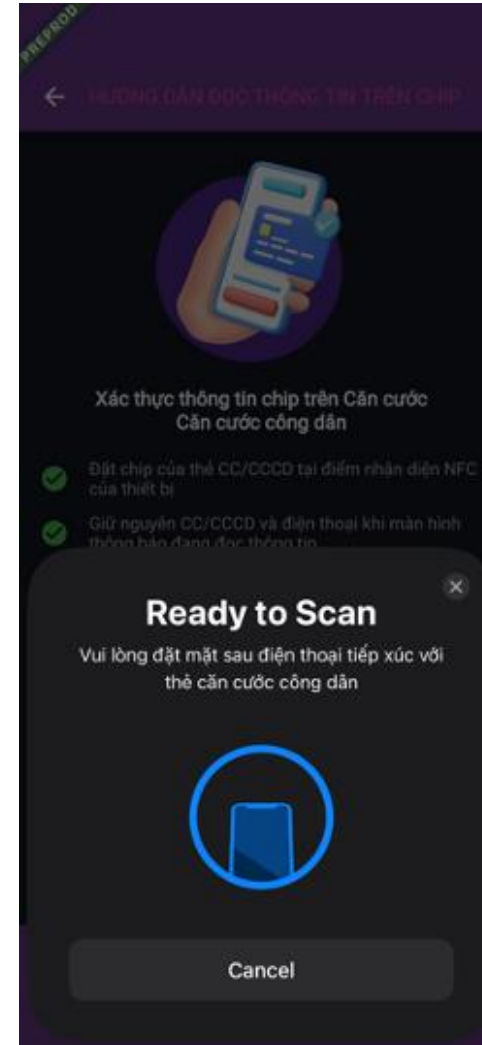 PREPROD
HƯỚNG DẪN ĐỌC THÔNG TIN TRÊN CHIP
Xác thực thông tin chip trên Căn cước
Căn cước công dân
Đặt chip của thẻ CC/CCCD tại điểm nhận diện NFC
của thiết bị
Giữ nguyên CC/CCCD và điện thoại khi màn hình
thông báo đang đọc thông tin
Ready to Scan
Vui lòng đặt mặt sau điện thoại tiếp xúc với
thẻ căn cước công dân
Cancel